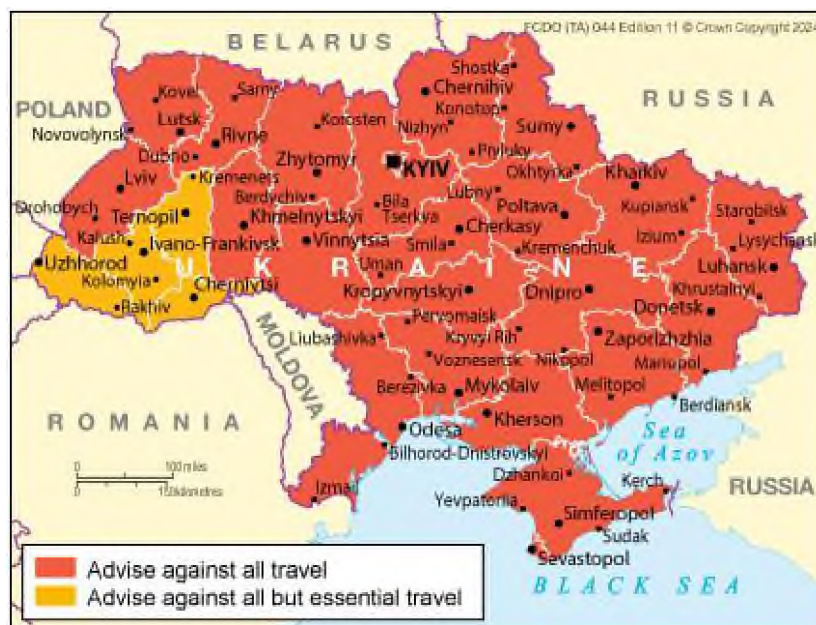 FCDO (TA) 044 Edition 11 © Crown Copyright 2024
BELARUS
Shostka
Chernihiv
RUSSIA
POLAND
Kovel
Sarny
Konotop
Lutsk
Korosten
Nizhyn
Sumy
Novovolynsk
Rivne
Dubno
Zhytomyr
KYIV
Pryluky
Okhtyrka
Kharkiv
Lviv
Kremenets
Berdychiv
Bila
Tserkva
Lubny
Poltava
Kupiansk
Starobilsk
Drohobych
Ternopil
Khmelnytskyi
Cherkasy
Kalush
Ivano-Frankivsk
Vinnytsia
Smila
Kremenchuk
Izium
Lysychansk
Uzhhorod
UKRAINE
Luhansk
Kolomyia
Chernivtsi
Uman
Kropyvnytskyi
Dnipro
Khrustalnyi
Rakhiv
Donetsk
MOLDOVA
Pervomaisk
Liubashivka
Kryvyi Rih
Zaporizhzhia
Voznesensk
Nikopol
Mariupol
Berezivka
Mykolaiv
Melitopol
Berdiansk
ROMANIA
Kherson
Odesa
Sea
of Azov
Bilhorod-Dnistrovskyi
Dzhankoi
100 miles
Izmail
Kerch
RUSSIA
150kilometres
Yevpatoriia
Simferopol
Sudak
Sevastopol
BLACK SEA
Advise against all travel
Advise against all but essential travel